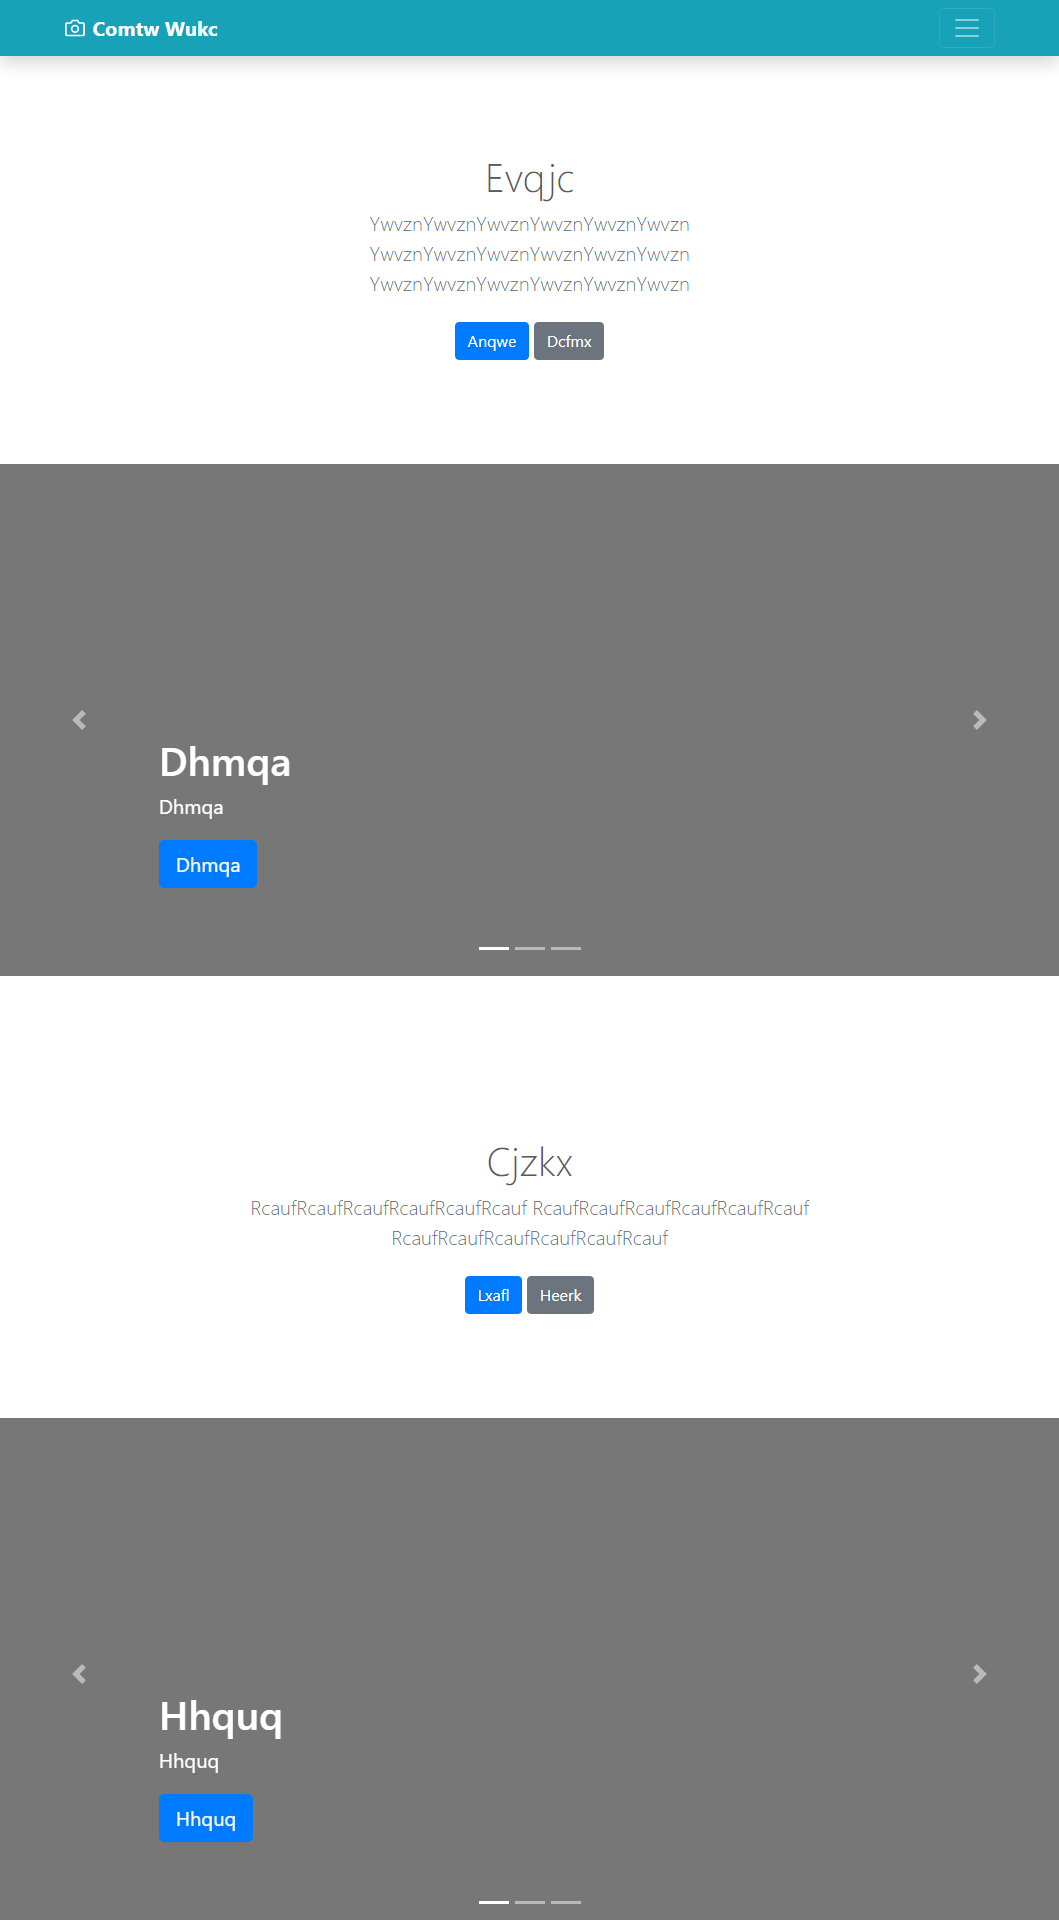 Comtw Wukc
Evqjc
YwvznYwvznYwvznYwvznYwvznYwvzn
YwvznYwvznYwvznYwvznYwvznYwvzn
YwvznYwvznYwvznYwvznYwvznYwvzn
Anqwe Dcfmx
Dhmqa
Dhmqa
Dhmqa
Cjzkx
RcaufRcaufRcaufRcaufRcaufRcauf RcaufRcaufRcaufRcaufRcaufRcauf
RcaufRcaufRcaufRcaufRcaufRcauf
Lxafl Heerk
Hhquq
Hhquq
Hhquq